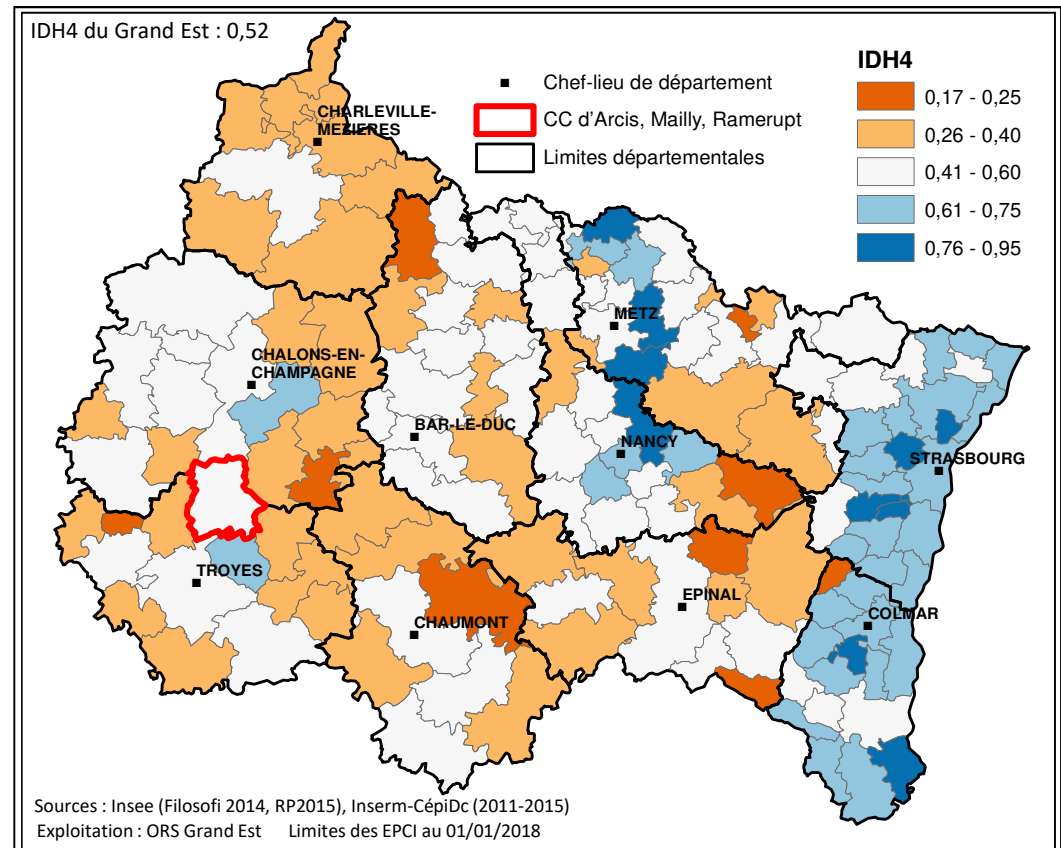 IDH4 du Grand Est : 0,52
IDH4
0,17 - 0,25
0,26 - 0,40
0,41 - 0,60
0,61 - 0,75
0,76 - 0,95
Chef-lieu de département
CC d'Arcis, Mailly, Ramerupt
Limites départementales
CHARLEVILLE-
MEZIERES
METZ
CHALONS-EN-
CHAMPAGNE
BAR-LE-DUC
NANCY
STRASBOURG
TROYES
EPINAL
CHAUMONT
COLMAR
Sources : Insee (Filosofi 2014, RP2015), Inserm-CépiDc (2011-2015)
Exploitation : ORS Grand Est Limites des EPCI au 01/01/2018